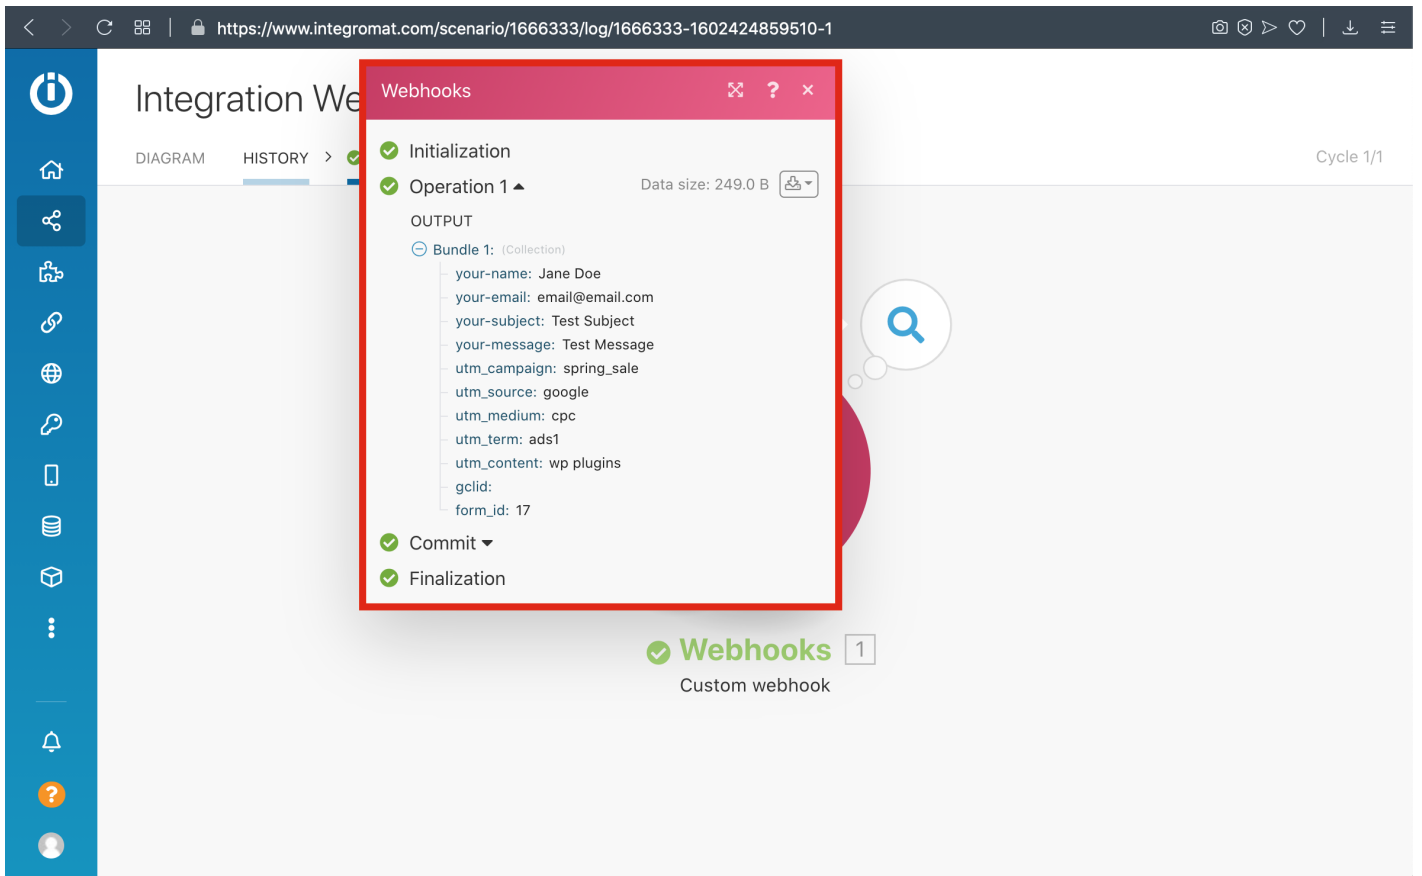 https://www.integromat.com/scenario/1666333/log/1666333-1602424859510-1
Integration We
DIAGRAM HISTORY >
Cycle 1/1
Webhooks ?
Initialization
Operation 1 Data size: 249.0 B
OUTPUT
Bundle 1: (Collection)
your-name: Jane Doe
your-email: email@email.com
your-subject: Test Subject
your-message: Test Message
utm_campaign: spring_sale
utm_source: google
utm_medium: cpc
utm_term: ads1
utm_content: wp plugins
gclid:
form_id: 17
Commit
Finalization
Webhooks 1
Custom webhook
?